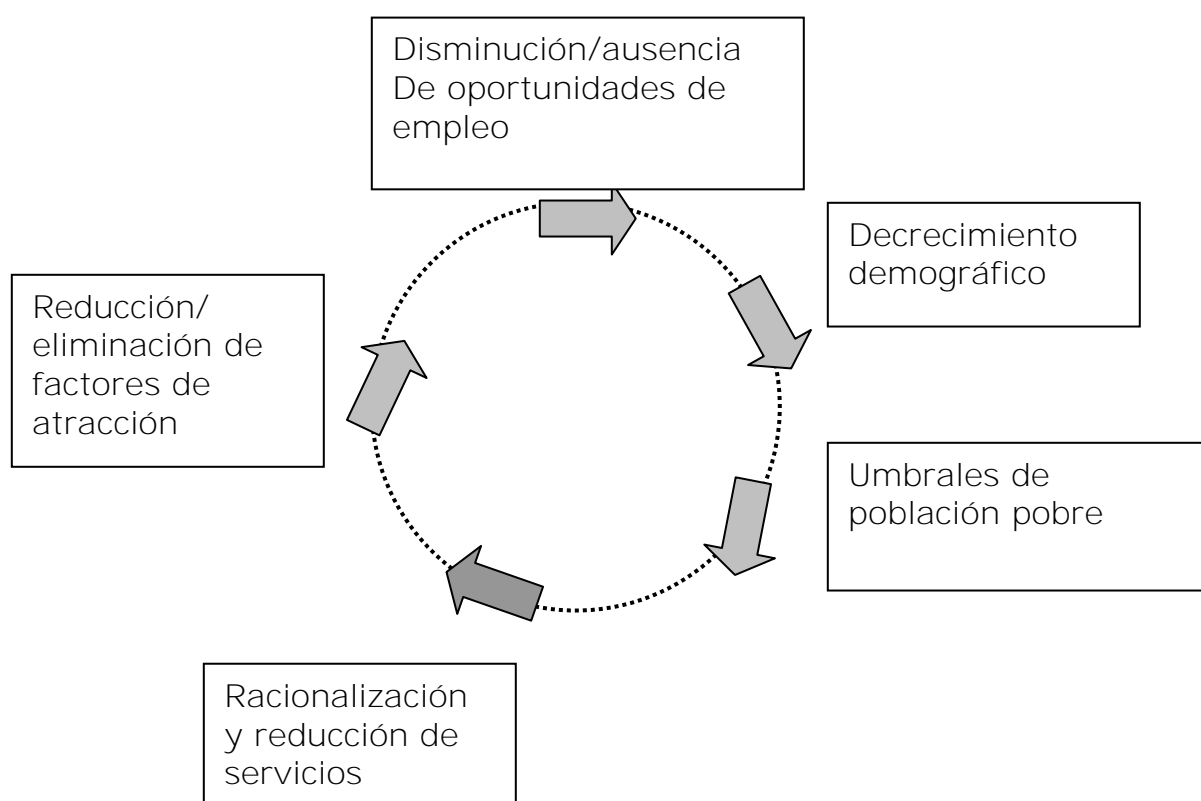 Disminución/ausencia
De oportunidades de
empleo
Decrecimiento
demográfico
Reducción/
eliminación de
factores de
atracción
Umbrales de
población pobre
Racionalización
y reducción de
servicios